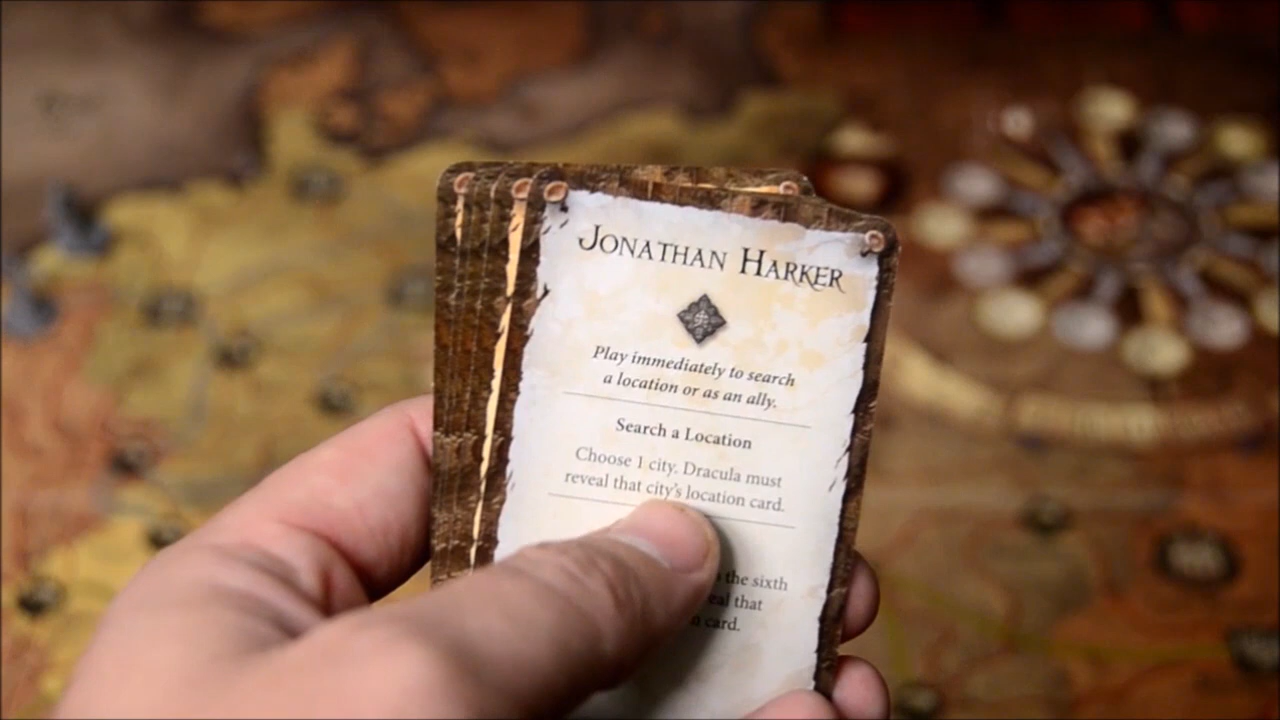 JONATHAN HARKER
Play immediately to search
a location or as an ally.
Search a Location
Choose 1 city. Dracula must
reveal that city's location card.
the sixth
that
card.